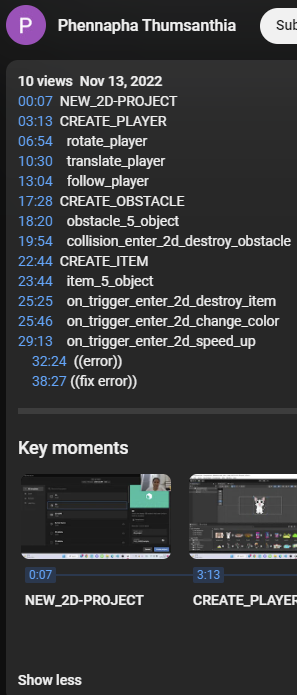 P
Phennapha Thumsanthia
Sub
10 views Nov 13, 2022
00:07 NEW_2D-PROJECT
03:13 CREATE_PLAYER
06:54 rotate_player
10:30 translate_player
13:04 follow_player
17:28 CREATE_OBSTACLE
18:20 obstacle_5_object
19:54 collision_enter_2d_destroy_obstacle
22:44 CREATE_ITEM
23:44 item_5_object
25:25 on_trigger_enter_2d_destroy_item
25:46 on_trigger_enter_2d_change_color
29:13 on_trigger_enter_2d_speed_up
32:24 ((error))
38:27 ((fix error))
Key moments
0:07
3:13
NEW_2D-PROJECT
CREATE_PLAYER
Show less